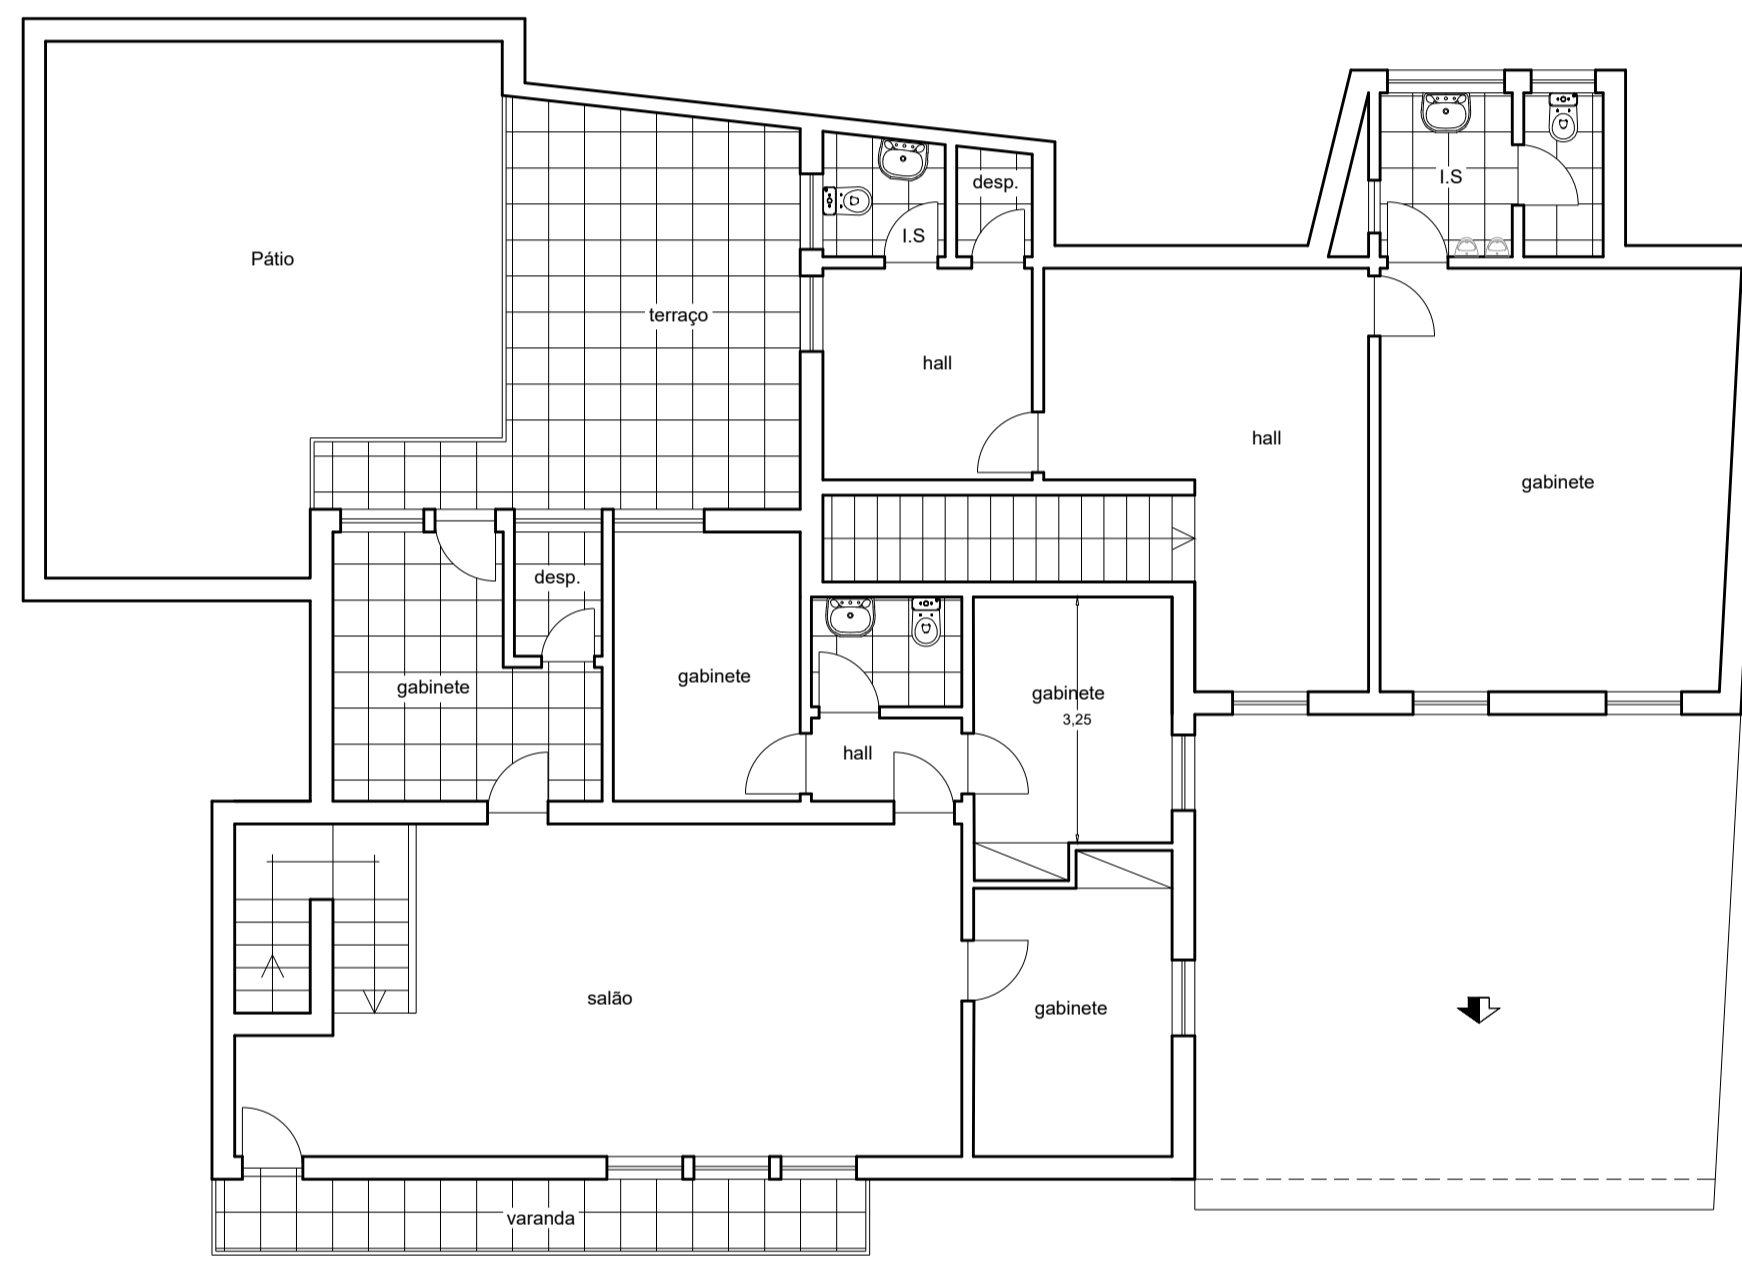 desp.
I.S
I.S
Pátio
terraço
hall
hall
gabinete
desp.
gabinete
gabinete
gabinete
3,25
hall
salão
gabinete
varanda